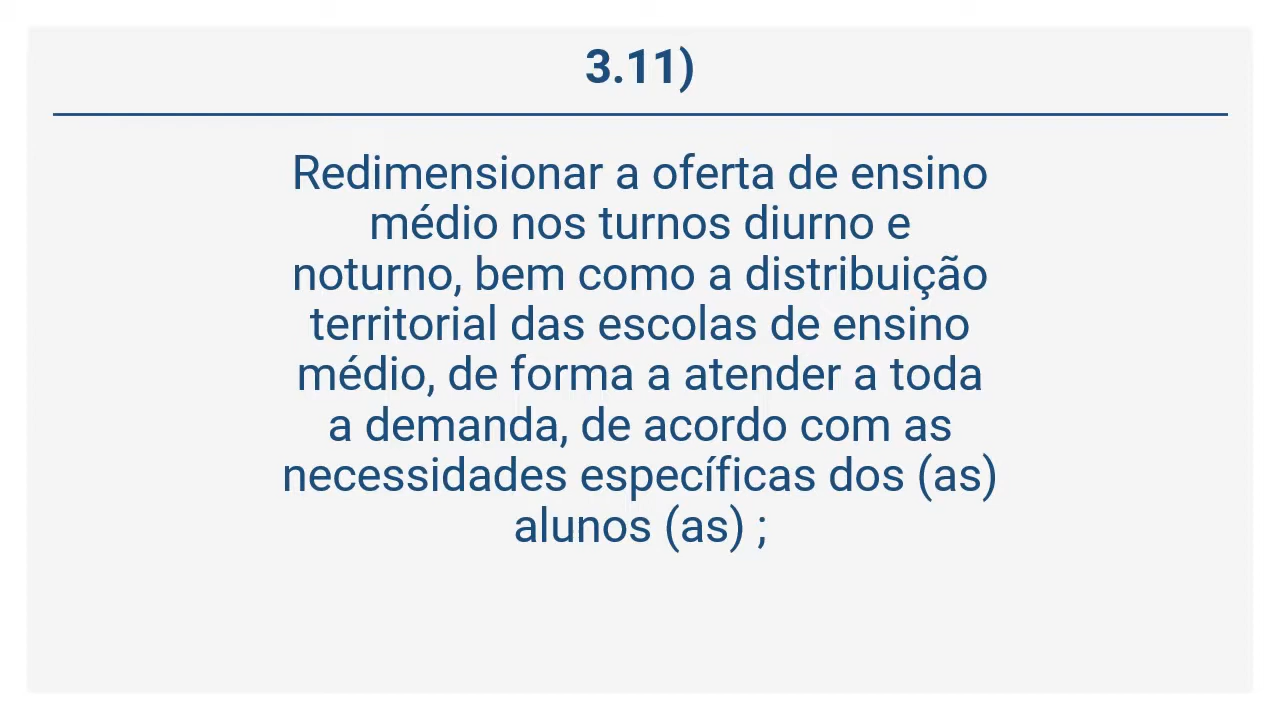 3.11)
Redimensionar a oferta de ensino
médio nos turnos diurno e
noturno, bem como a distribuição
territorial das escolas de ensino
médio, de forma a atender a toda
a demanda, de acordo com as
necessidades específicas dos (as)
alunos (as) ;